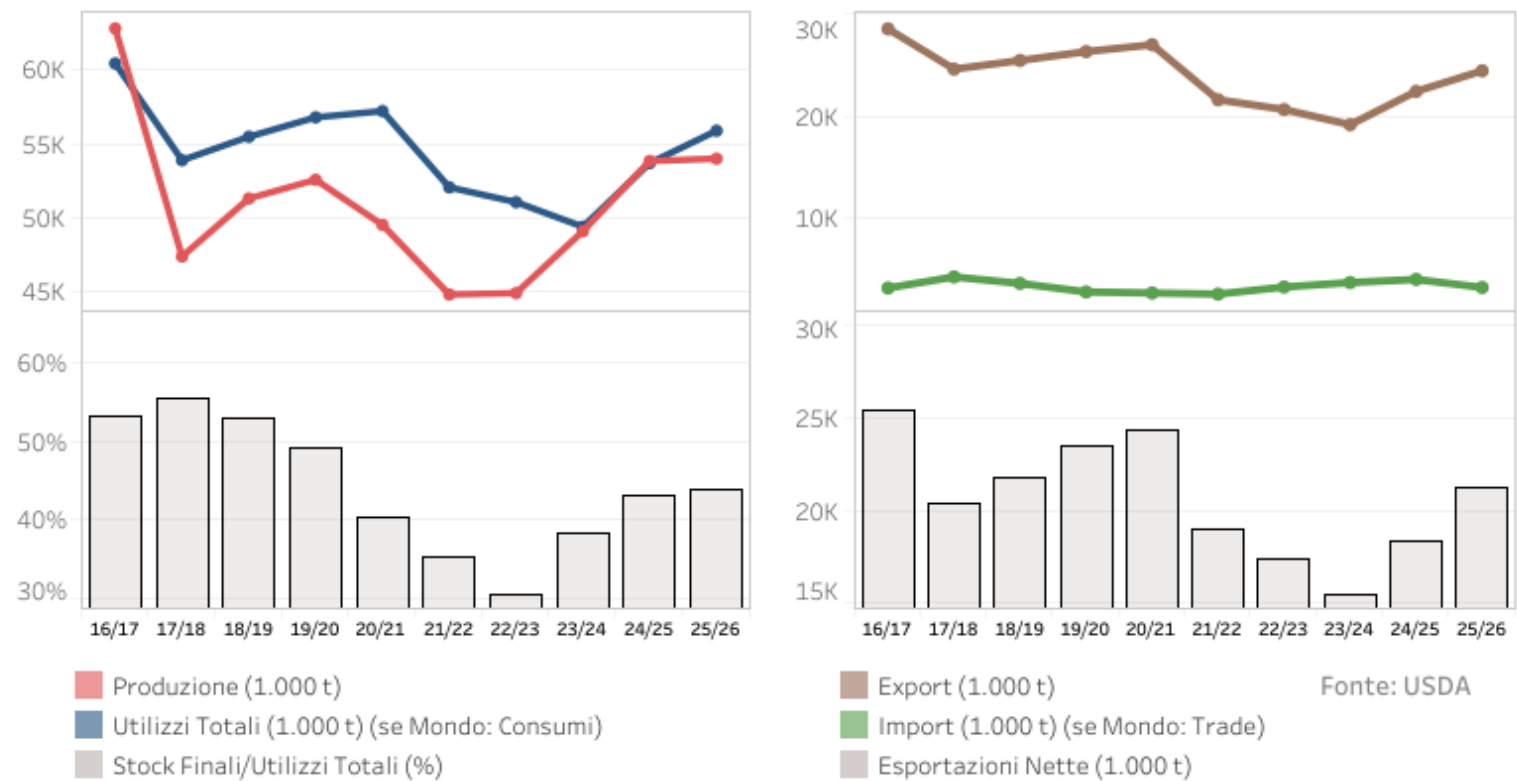 60K
55K
50K
45K
60%
50%
40%
30%
16/17 17/18 18/19 19/20 20/21 21/22 22/23 23/24 24/25 25/26
Produzione (1.000 t)
Utilizzi Totali (1.000 t) (se Mondo: Consumi)
Stock Finali/Utilizzi Totali (%)
30K
20K
10K
30K
25K
20K
15K
16/17 17/18 18/19 19/20 20/21 21/22 22/23 23/24 24/25 25/26
Export (1.000 t)
Fonte: USDA
Import (1.000 t) (se Mondo: Trade)
Esportazioni Nette (1.000 t)